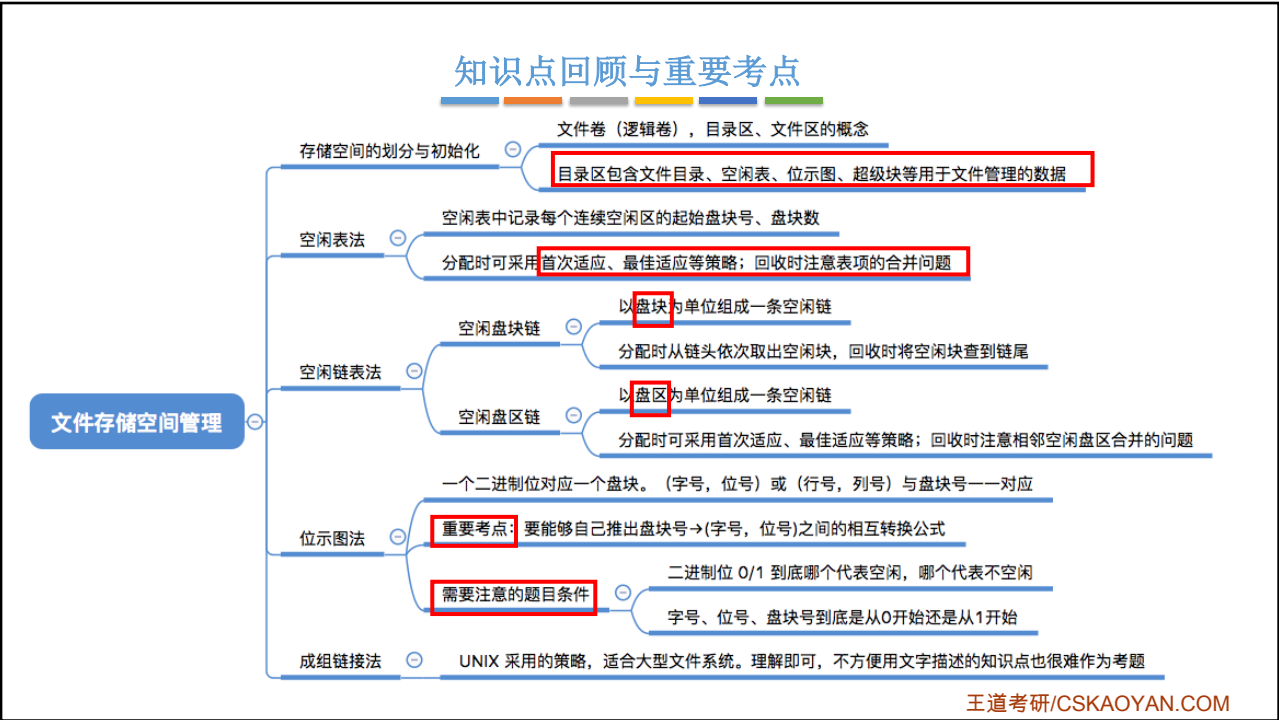 知识点回顾与重要考点
文件存储空间管理
存储空间的划分与初始化
文件卷（逻辑卷），目录区、文件区的概念
目录区包含文件目录、空闲表、位示图、超级块等用于文件管理的数据
空闲表法
空闲表中记录每个连续空闲区的起始盘块号、盘块数
分配时可采用首次适应、最佳适应等策略；回收时注意表项的合并问题
空闲链表法
空闲盘块链
以盘块为单位组成一条空闲链
分配时从链头依次取出空闲块，回收时将空闲块查到链尾
空闲盘区链
以盘区为单位组成一条空闲链
分配时可采用首次适应、最佳适应等策略；回收时注意相邻空闲盘区合并的问题
位示图法
一个二进制位对应一个盘块。（字号，位号）或（行号，列号）与盘块号一一对应
重要考点：要能够自己推出盘块号→(字号，位号)之间的相互转换公式
需要注意的题目条件
二进制位 0/1 到底哪个代表空闲，哪个代表不空闲
字号、位号、盘块号到底是从0开始还是从1开始
成组链接法
UNIX 采用的策略，适合大型文件系统。理解即可，不方便用文字描述的知识点也很难作为考题
王道考研/CSKAOYAN.COM